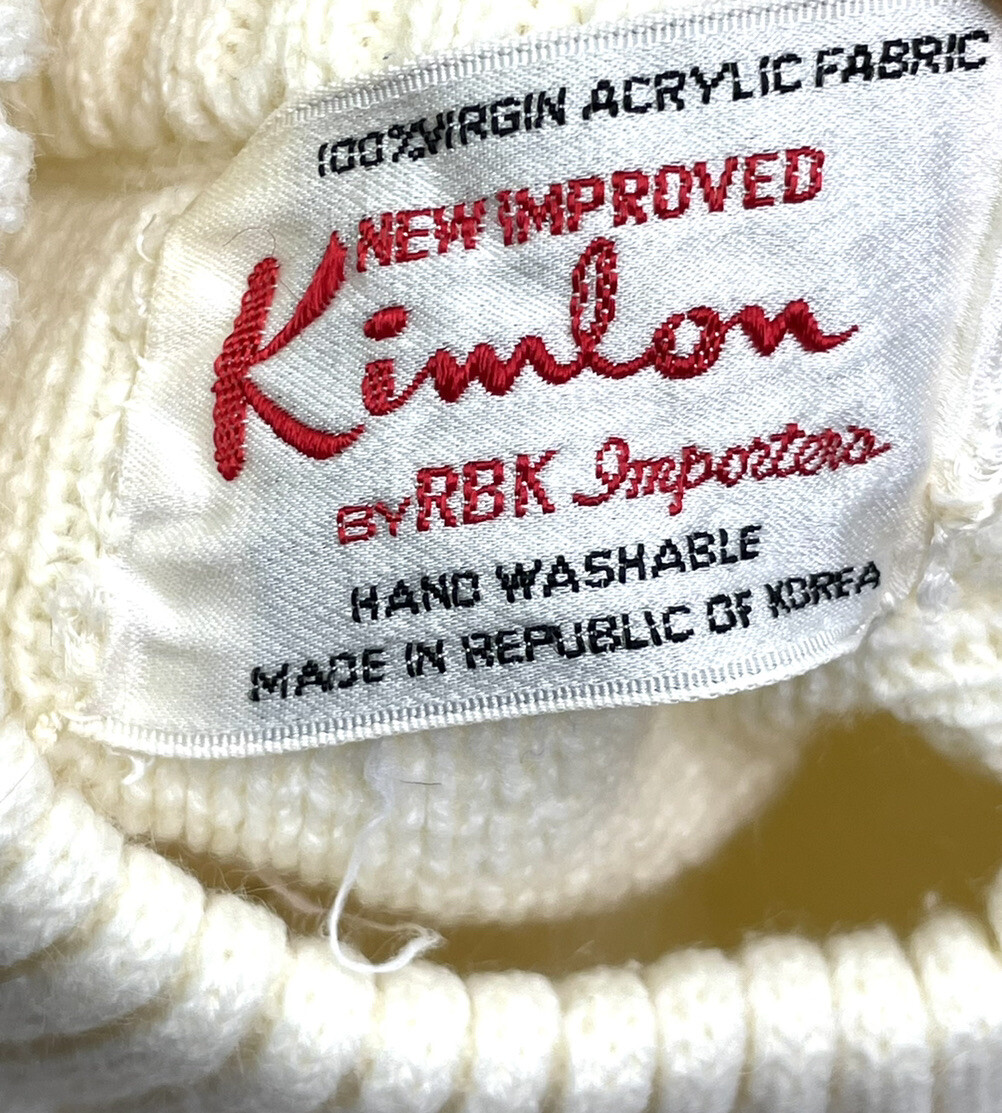 100% VIRGIN ACRYLIC FABRIC
NEW IMPROVED
Kimlon
BY RBK Importers
HAND WASHABLE
MADE IN REPUBLIC OF KOREA